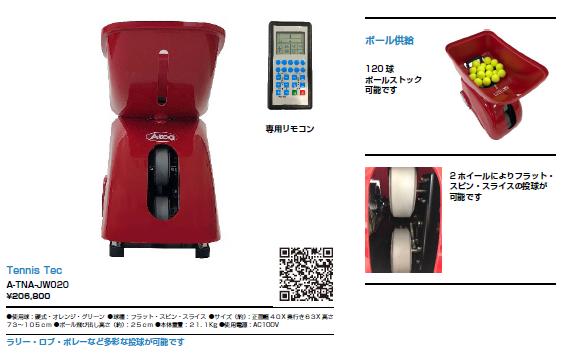 Aroq
専用リモコン
ボール供給
120 球
ボールストック
可能です
2ホイールによりフラット・
スピン・スライスの投球が
可能です
Tennis Tec
A-TNA-JW020
¥206,800
●使用球：硬式・オレンジ・グリーン ●球種：フラット・スピン・スライス ●サイズ（約）：正面幅４０X 奥行き６３X 高さ
７３～１０５ｃｍ ●ボール飛び出し高さ（約）：２５ｃｍ ●本体重量：２１.１Kg ●使用電源：AC100V
ラリー・ロブ・ボレーなど多彩な投球が可能です